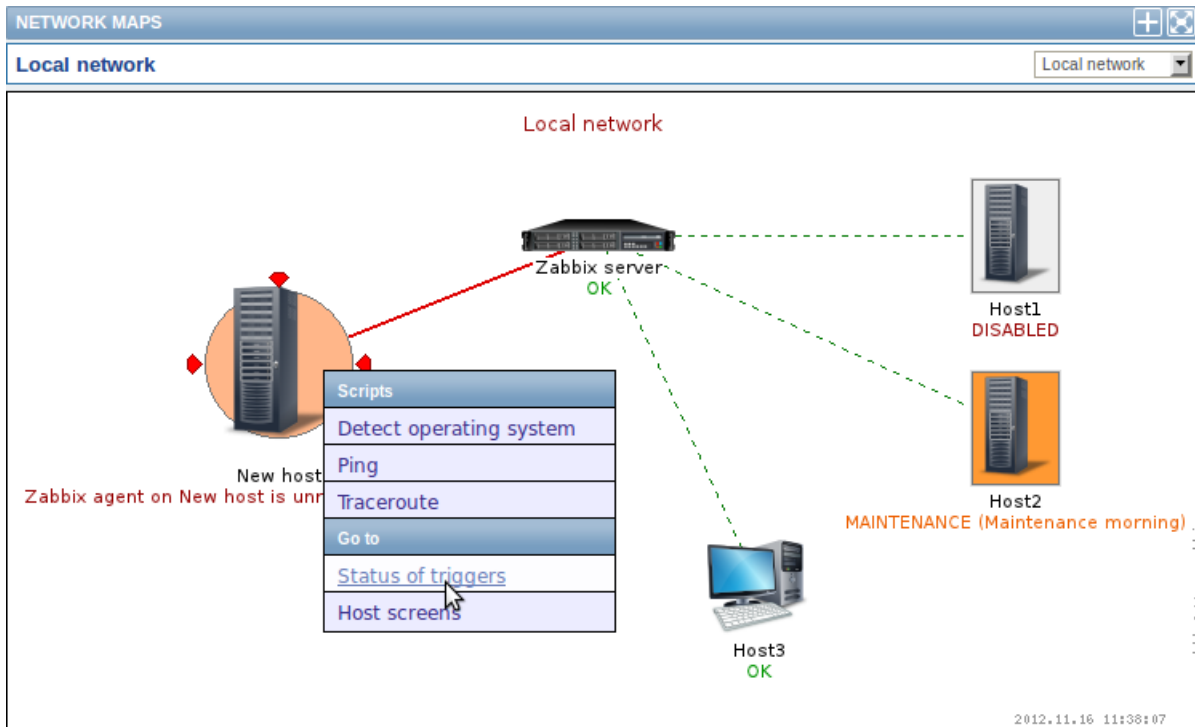 NETWORK MAPS
Local network
Local network
Local network
Zabbix server
OK
Host1
DISABLED
New host
Zabbix agent on New host is
Scripts
Detect operating system
Ping
Traceroute
Go to
Status of triggers
Host screens
Host2
MAINTENANCE (Maintenance morning)
Host3
OK
2012.11.16 11:38:07